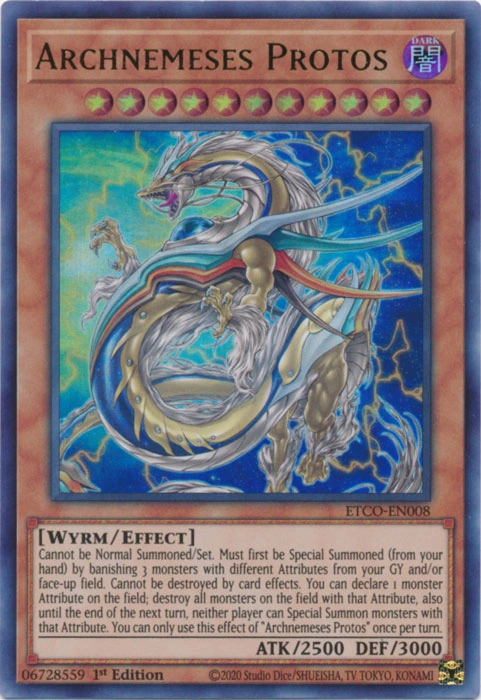 ARCHNEMESES PROTOS
DARK
闇
ETCO-EN008
[WYRM/EFFECT]
Cannot be Normal Summoned/Set. Must first be Special Summoned (from your
hand) by banishing 3 monsters with different Attributes from your GY and/or
face-up field. Cannot be destroyed by card effects. You can declare 1 monster
Attribute on the field; destroy all monsters on the field with that Attribute, also
until the end of the next turn, neither player can Special Summon monsters with
that Attribute. You can only use this effect of "Archnemeses Protos" once per turn.
ATK/2500 DEF/3000
06728559 1st Edition ©2020 Studio Dice/SHUEISHA, TV TOKYO, KONAMI